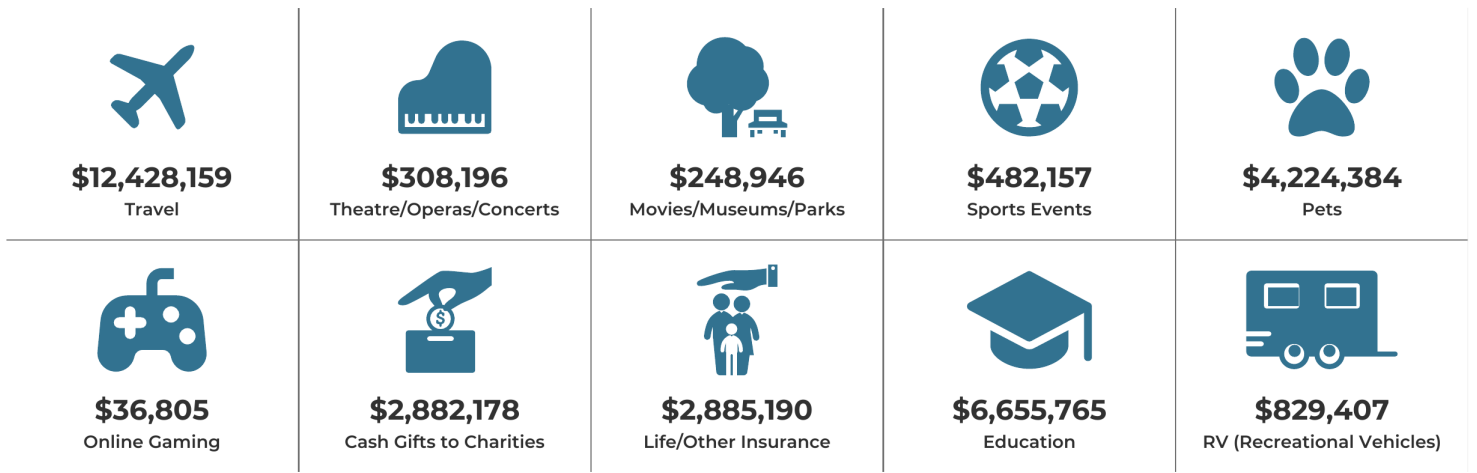 $12,428,159
Travel
$308,196
Theatre/Operas/Concerts
$248,946
Movies/Museums/Parks
$482,157
Sports Events
$4,224,384
Pets
$36,805
Online Gaming
$
$2,882,178
Cash Gifts to Charities
$2,885,190
Life/Other Insurance
$6,655,765
Education
$829,407
RV (Recreational Vehicles)